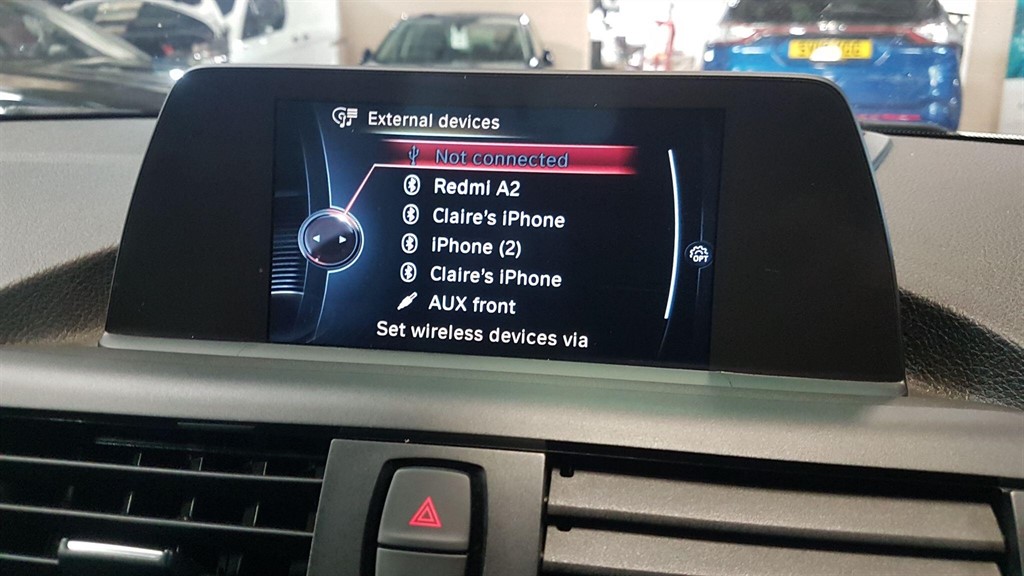 External devices
Not connected
Redmi A2
Claire's iPhone
iPhone (2)
Claire's iPhone
AUX front
Set wireless devices via
OPT